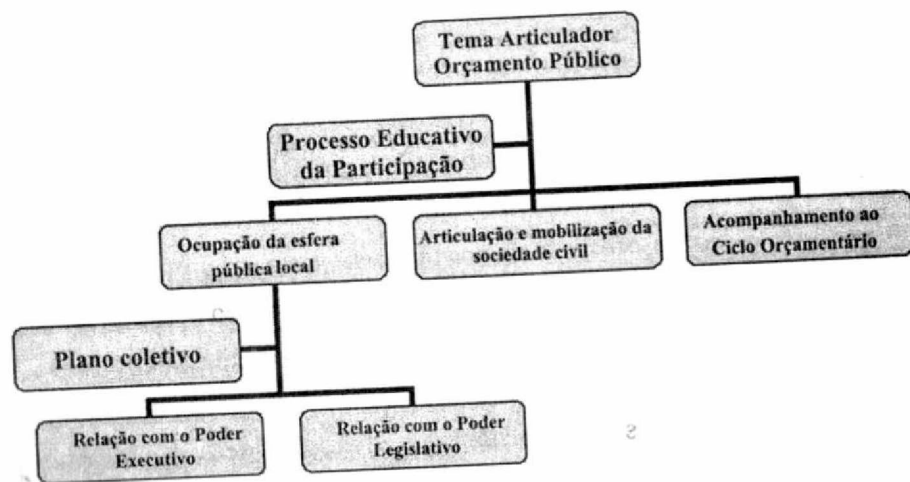 Tema Articulador
Orçamento Público
Processo Educativo
da Participação
Ocupação da esfera
pública local
Articulação e mobilização da
sociedade civil
Acompanhamento ao
Ciclo Orçamentário
Plano coletivo
Relação com o Poder
Executivo
Relação com o Poder
Legislativo